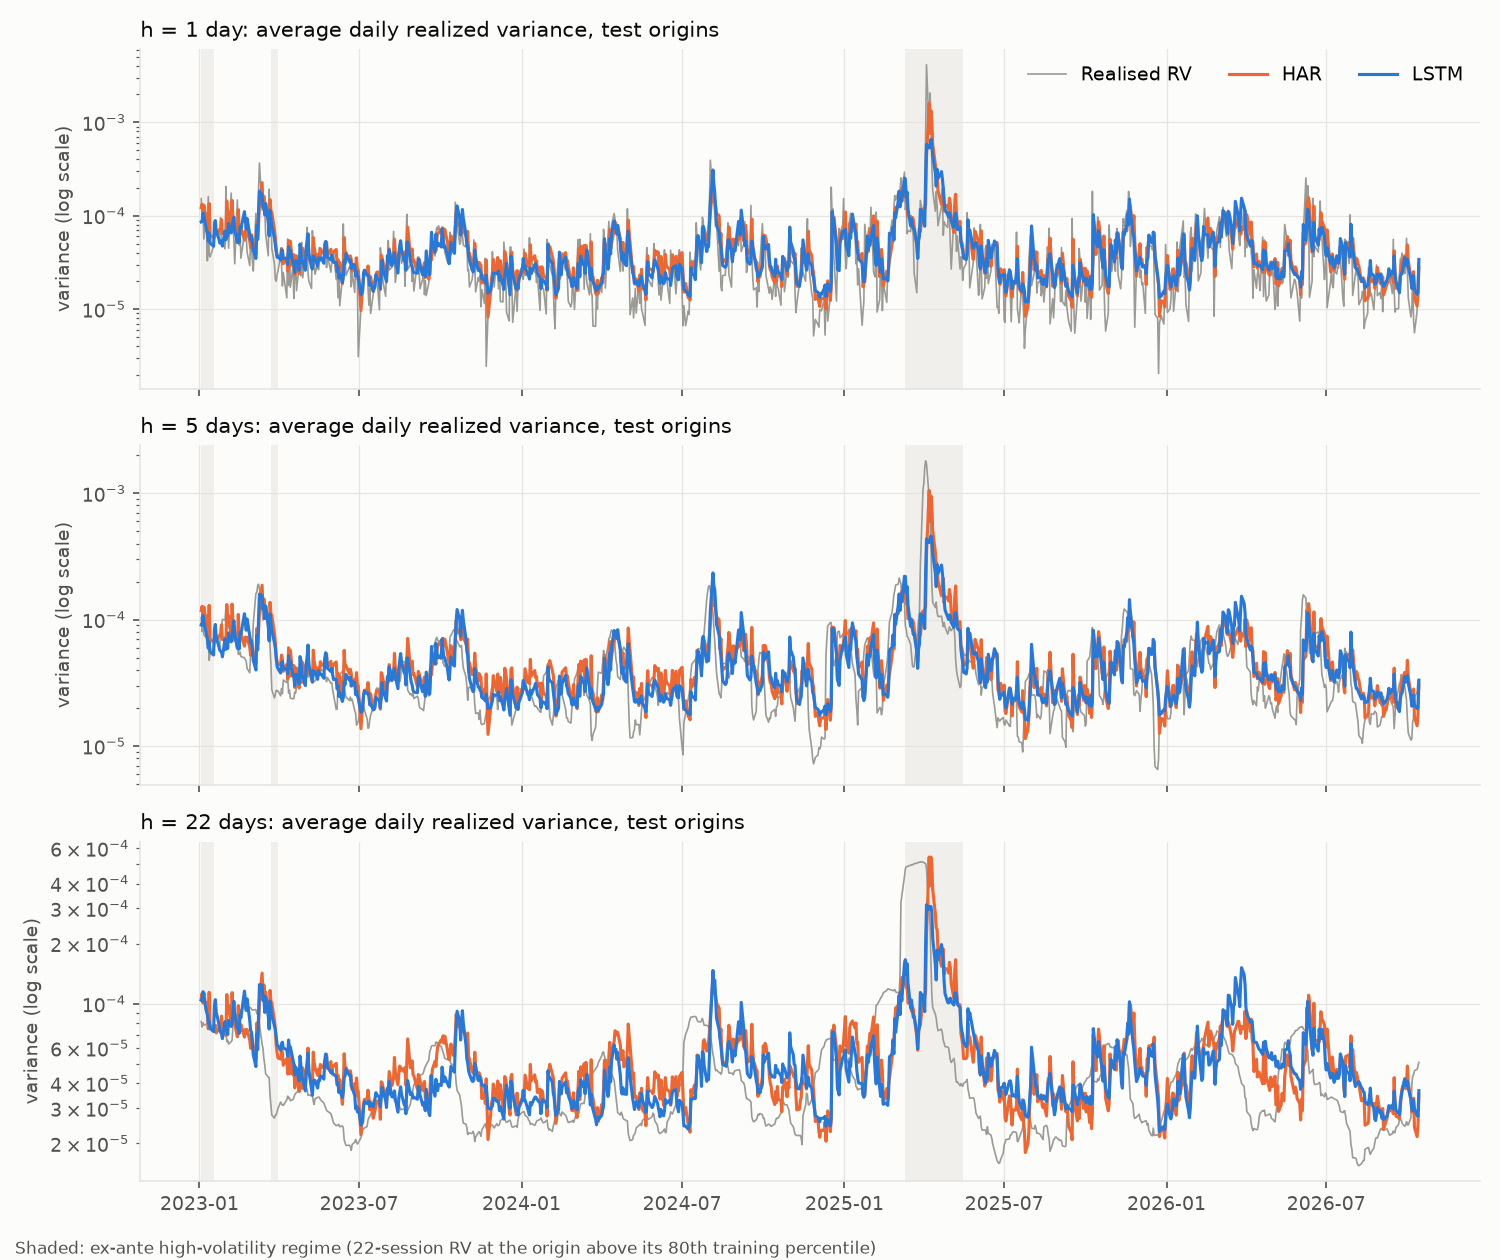 h = 1 day: average daily realized variance, test origins
Realised RV
HAR
LSTM
variance (log scale)
10⁻³
10⁻⁴
10⁻⁵
h = 5 days: average daily realized variance, test origins
variance (log scale)
10⁻³
10⁻⁴
10⁻⁵
h = 22 days: average daily realized variance, test origins
variance (log scale)
6 × 10⁻⁴
4 × 10⁻⁴
3 × 10⁻⁴
2 × 10⁻⁴
10⁻⁴
6 × 10⁻⁵
4 × 10⁻⁵
3 × 10⁻⁵
2 × 10⁻⁵
2023-01 2023-07 2024-01 2024-07 2025-01 2025-07 2026-01 2026-07
Shaded: ex-ante high-volatility regime (22-session RV at the origin above its 80th training percentile)